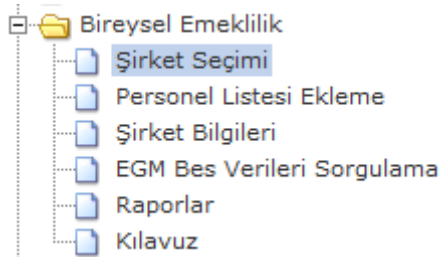 Bireysel Emeklilik
Şirket Seçimi
Personel Listesi Ekleme
Şirket Bilgileri
EGM Bes Verileri Sorgulama
Raporlar
Kılavuz